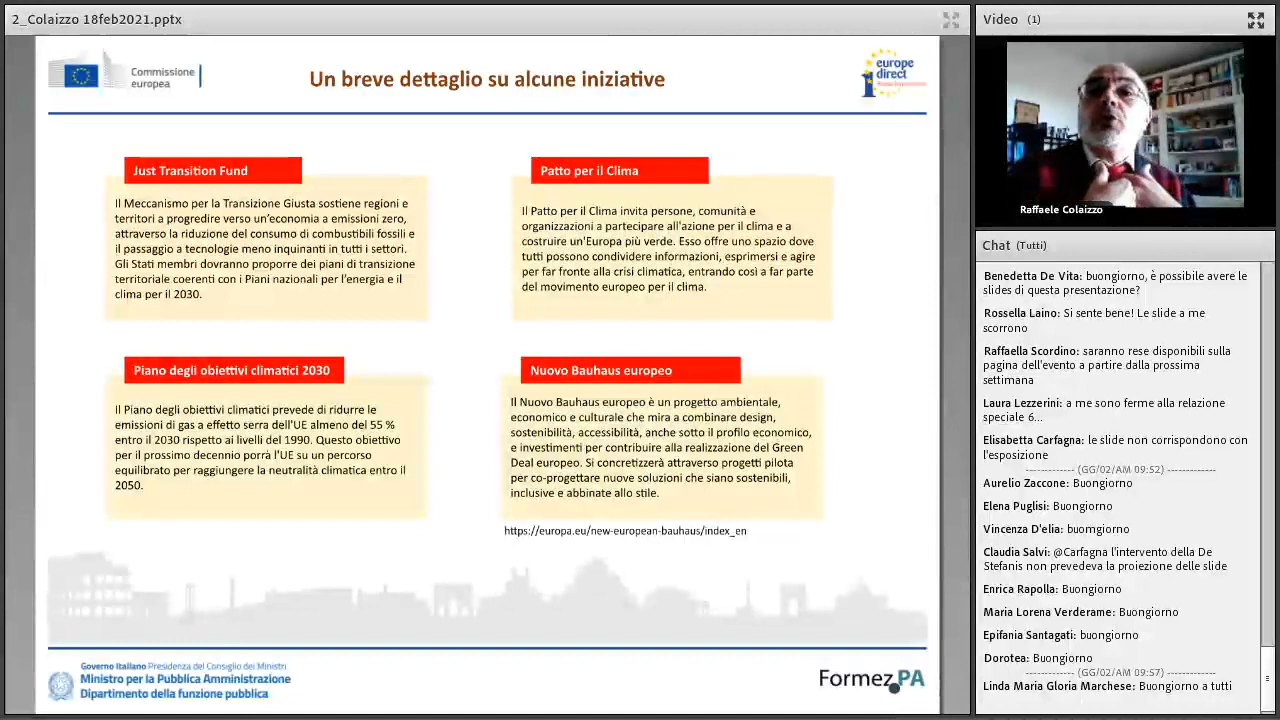 2_Colaizzo 18feb2021.pptx
Commissione
europea
Un breve dettaglio su alcune iniziative
europe
direct
Just Transition Fund
Il Meccanismo per la Transizione Giusta sostiene regioni e
territori a progredire verso un'economia a emissioni zero,
attraverso la riduzione del consumo di combustibili fossili e
il passaggio a tecnologie meno inquinanti in tutti i settori.
Gli Stati membri dovranno proporre dei piani di transizione
territoriale coerenti con i Piani nazionali per l'energia e il
clima per il 2030.
Patto per il Clima
Il Patto per il Clima invita persone, comunità e
organizzazioni a partecipare all'azione per il clima e a
costruire un'Europa più verde. Esso offre uno spazio dove
tutti possono condividere informazioni, esprimersi e agire
per far fronte alla crisi climatica, entrando così a far parte
del movimento europeo per il clima.
Piano degli obiettivi climatici 2030
Il Piano degli obiettivi climatici prevede di ridurre le
emissioni di gas a effetto serra dell'UE almeno del 55 %
entro il 2030 rispetto ai livelli del 1990. Questo obiettivo
per il prossimo decennio porrà l'UE su un percorso
equilibrato per raggiungere la neutralità climatica entro il
2050.
Nuovo Bauhaus europeo
Il Nuovo Bauhaus europeo è un progetto ambientale,
economico e culturale che mira a combinare design,
sostenibilità, accessibilità, anche sotto il profilo economico,
e investimenti per contribuire alla realizzazione del Green
Deal europeo. Si concretizzerà attraverso progetti pilota
per co-progettare nuove soluzioni che siano sostenibili,
inclusive e abbinate allo stile.
https://europa.eu/new-european-bauhaus/index_en
Governo Italiano Presidenza del Consiglio dei Ministri
Ministro per la Pubblica Amministrazione
Dipartimento della funzione pubblica
Formez PA
Video (1)
Raffaele Colaizzo
Chat (Tutti)
Benedetta De Vita: buongiorno, è possibile avere le
slides di questa presentazione?
Rossella Laino: Si sente bene! Le slide a me
scorrono
Raffaella Scordino: saranno rese disponibili sulla
pagina dell'evento a partire dalla prossima
settimana
Laura Lezzerini: a me sono ferme alla relazione
speciale 6...
Elisabetta Carfagna: le slide non corrispondono con
l'esposizione
------------- (GG/02/AM 09:52) -------------
Aurelio Zaccone: Buongiorno
Elena Puglisi: Buongiorno
Vincenza D'elia: buomgiorno
Claudia Salvi: @Carfagna l'intervento della De
Stefanis non prevedeva la proiezione delle slide
Enrica Rapolla: Buongiorno
Maria Lorena Verderame: Buongiorno
Epifania Santagati: buongiorno
Dorotea: Buongiorno
------------- (GG/02/AM 09:57) -------------
Linda Maria Gloria Marchese: Buongiorno a tutti